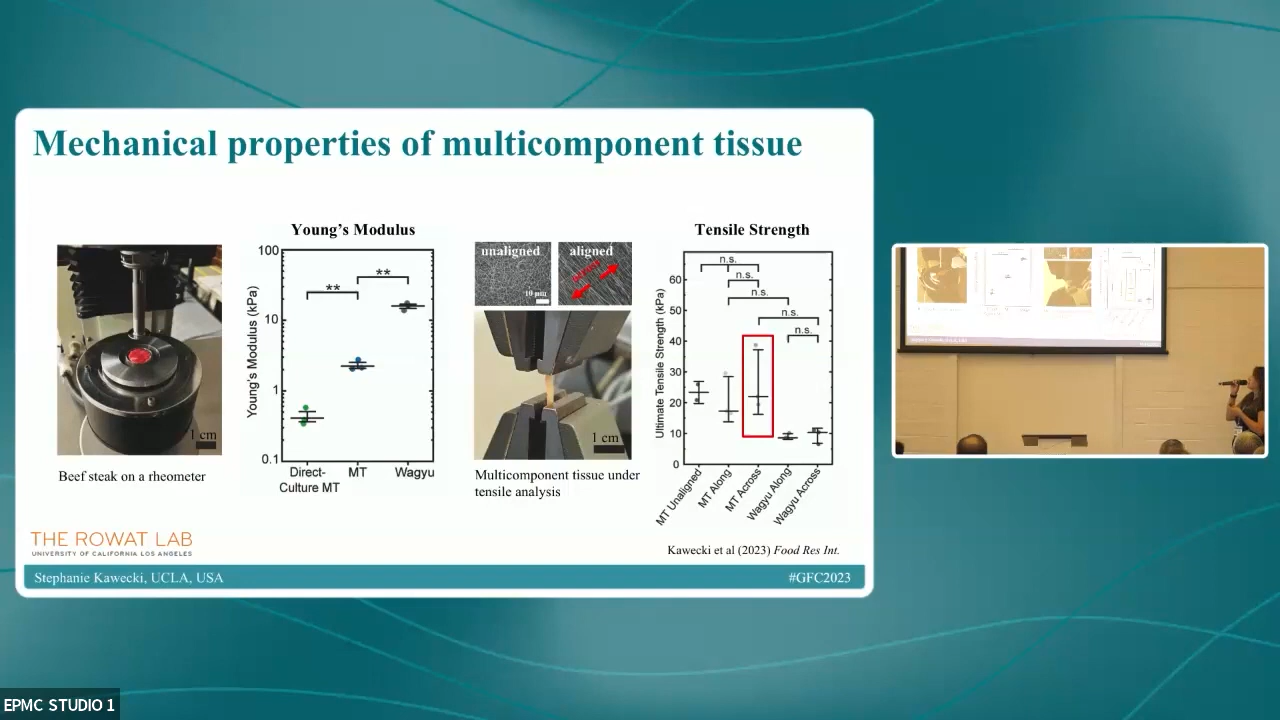 Mechanical properties of multicomponent tissue
1 cm
Beef steak on a rheometer
Young's Modulus
Young's Modulus (kPa)
100
10
1
0.1
**
**
Direct-
Culture MT
MT
Wagyu
unaligned
10 μm
aligned
1 cm
Multicomponent tissue under
tensile analysis
Tensile Strength
Ultimate Tensile Strength (kPa)
60
50
40
30
20
10
0
n.s.
n.s.
n.s.
n.s.
n.s.
MT Unaligned
MT Along
MT Across
Wagyu Along
Wagyu Across
THE ROWAT LAB
UNIVERSITY OF CALIFORNIA LOS ANGELES
Kawecki et al (2023) Food Res Int.
Stephanie Kawecki, UCLA, USA
#GFC2023
EPMC STUDIO 1